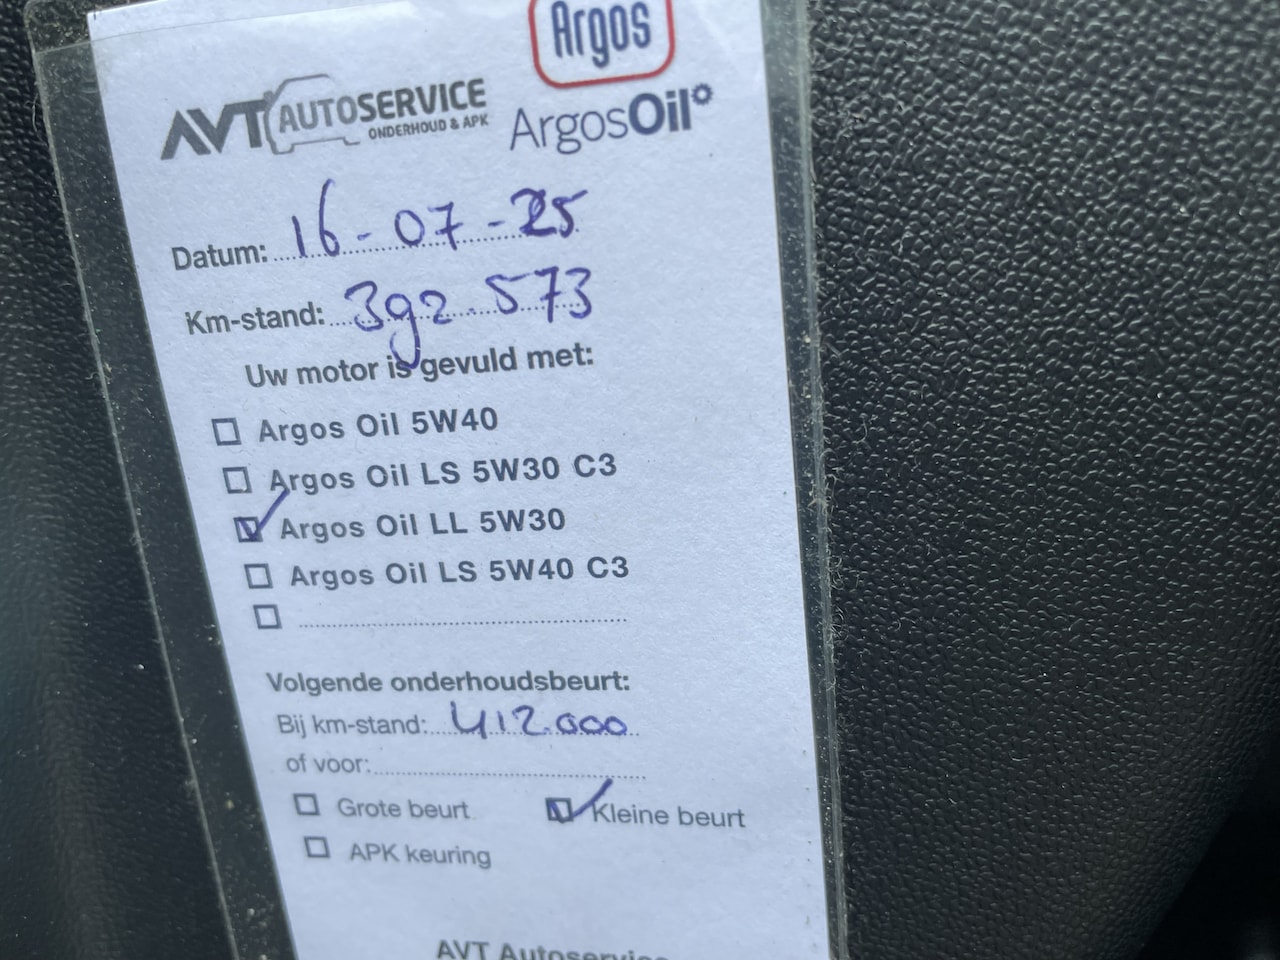 Argos
AVT AUTOSERVICE
ONDERHOUD & APK
ArgosOil
Datum: 16-07-25
Km-stand: 392.573
Uw motor is gevuld met:
Argos Oil 5W40
Argos Oil LS 5W30 C3
Argos Oil LL 5W30
Argos Oil LS 5W40 C3
Volgende onderhoudsbeurt:
Bij km-stand: 412.000
of voor:
Grote beurt Kleine beurt
APK keuring
AVT Autoservice